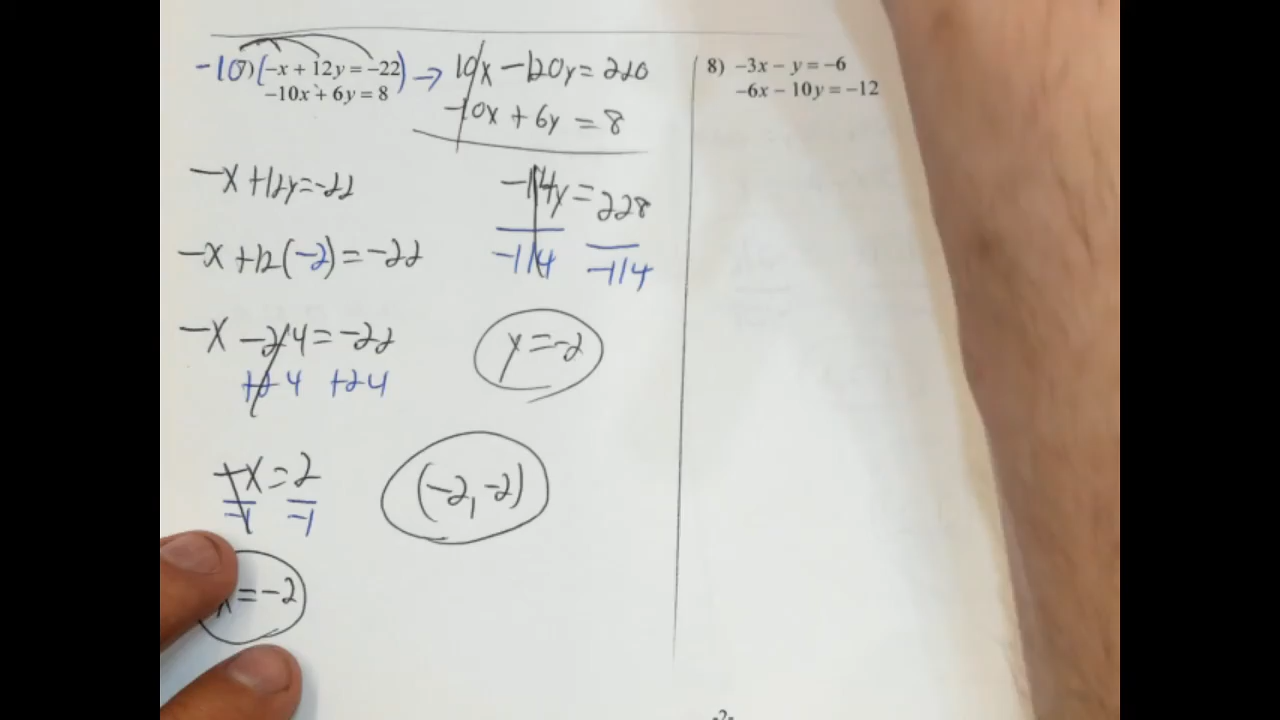 -10 7) (-x + 12y = -22) → 10x - 120y = 220
-10x + 6y = 8
-10x + 6y = 8
-x + 12y = -22
-114y = 228
-114 -114
-x + 12(-2) = -22
-x - 24 = -22
+24 +24
y = -2
-x = 2
-1 -1
(-2, -2)
x = -2
8) -3x - y = -6
-6x - 10y = -12
-2-